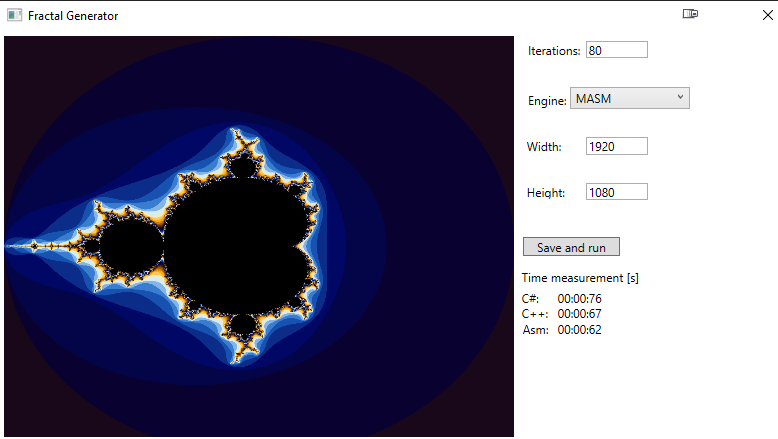 Fractal Generator
Iterations: 80
Engine: MASM
Width: 1920
Height: 1080
Save and run
Time measurement [s]
C#: 00:00:76
C++: 00:00:67
Asm: 00:00:62